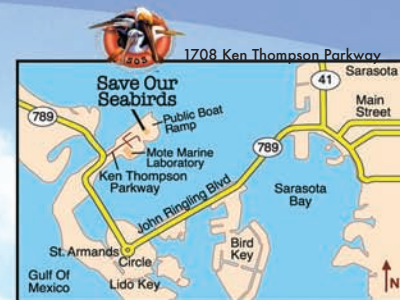 SOS
1708 Ken Thompson Parkway
Save Our
Seabirds
789
Public Boat
Ramp
Mote Marine
Laboratory
Ken Thompson
Parkway
41
Sarasota
Main
Street
789
John Ringling Blvd
Sarasota
Bay
St. Armands
Circle
Bird
Key
Gulf Of
Mexico
Lido Key
N